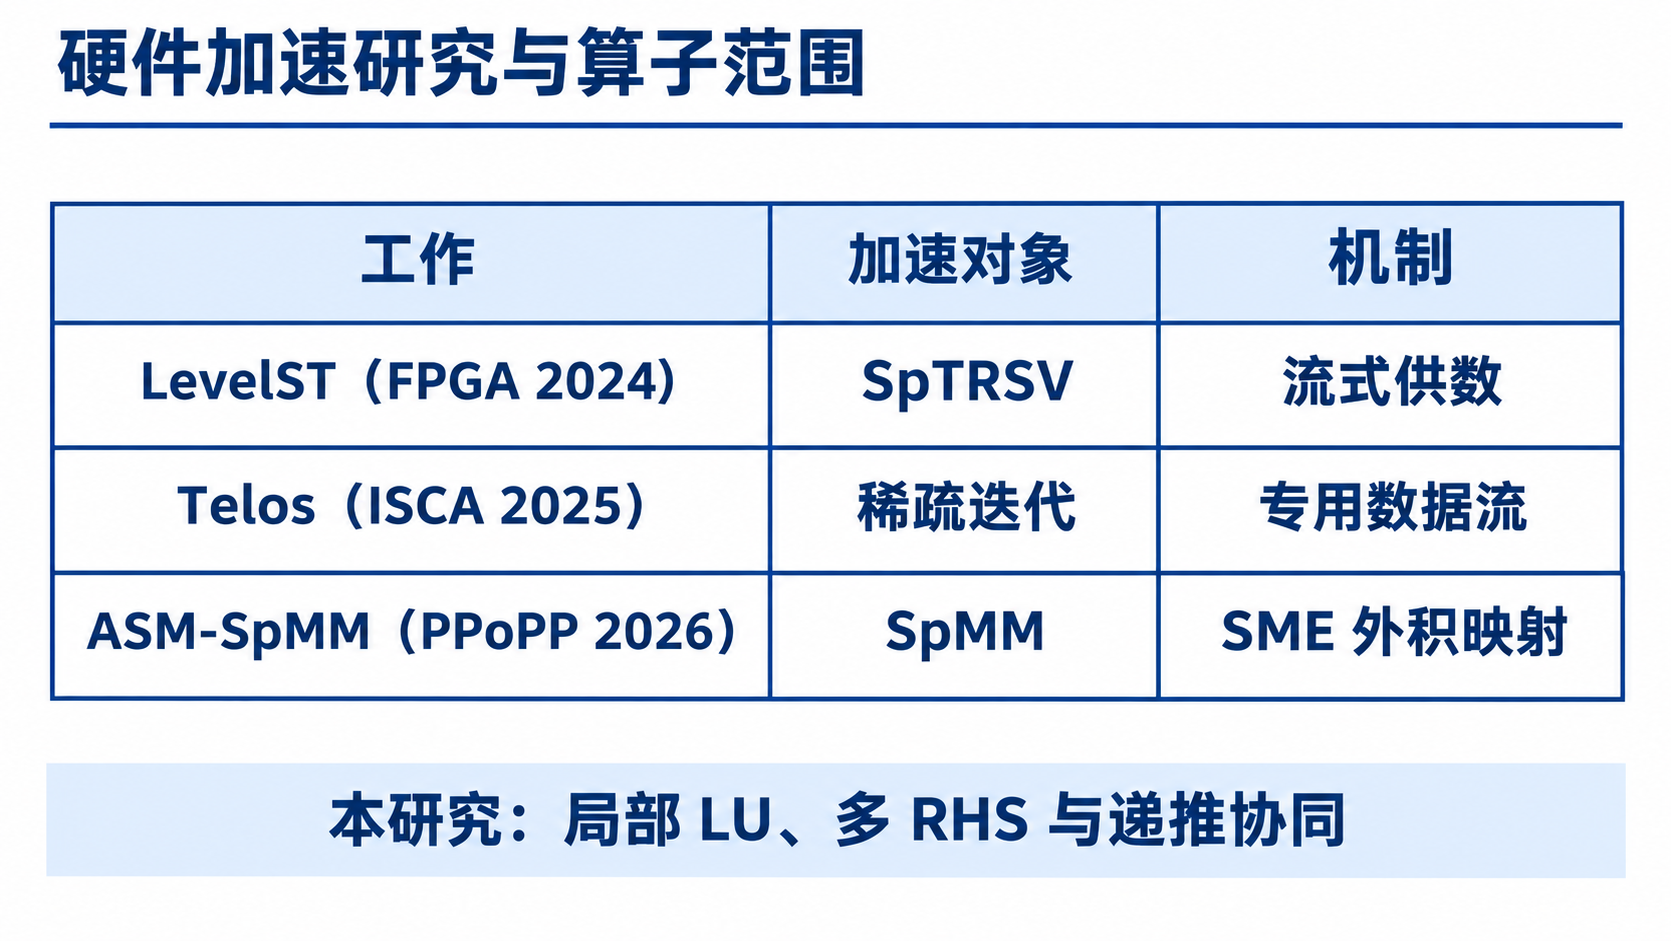 硬件加速研究与算子范围
工作 加速对象 机制
LevelST（FPGA 2024） SpTRSV 流式供数
Telos（ISCA 2025） 稀疏迭代 专用数据流
ASM-SpMM（PPoPP 2026） SpMM SME 外积映射
本研究：局部 LU、多 RHS 与递推协同